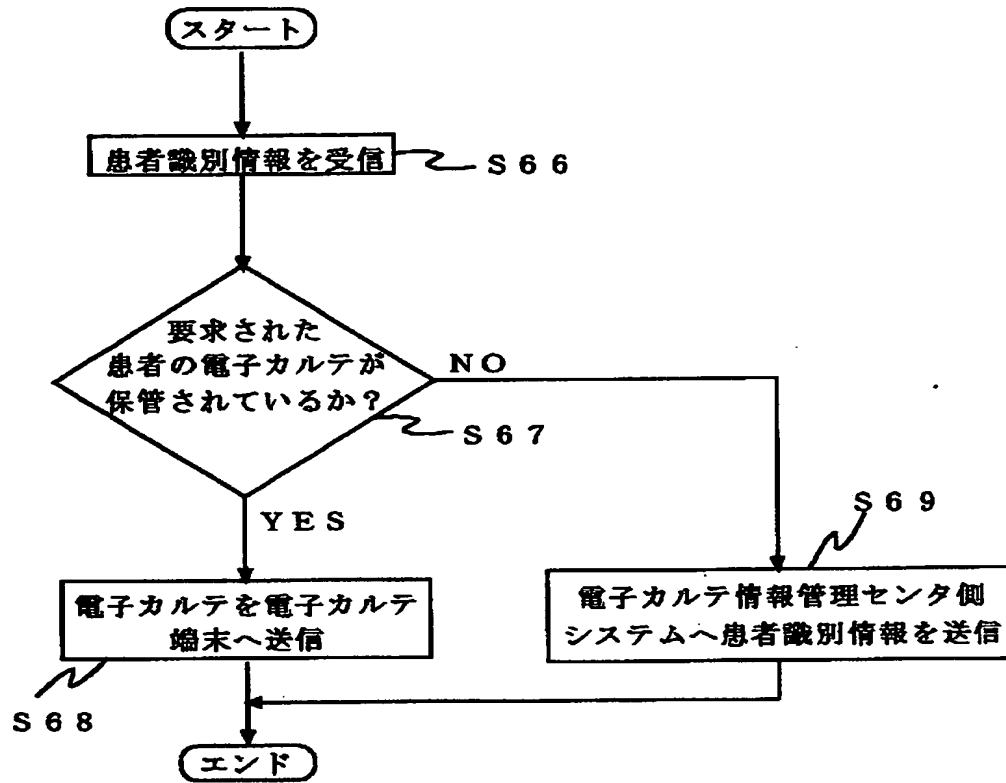 スタート
患者識別情報を受信
S66
要求された
患者の電子カルテが
保管されているか?
NO
S67
YES
S69
電子カルテを電子カルテ
端末へ送信
電子カルテ情報管理センタ側
システムへ患者識別情報を送信
S68
エンド